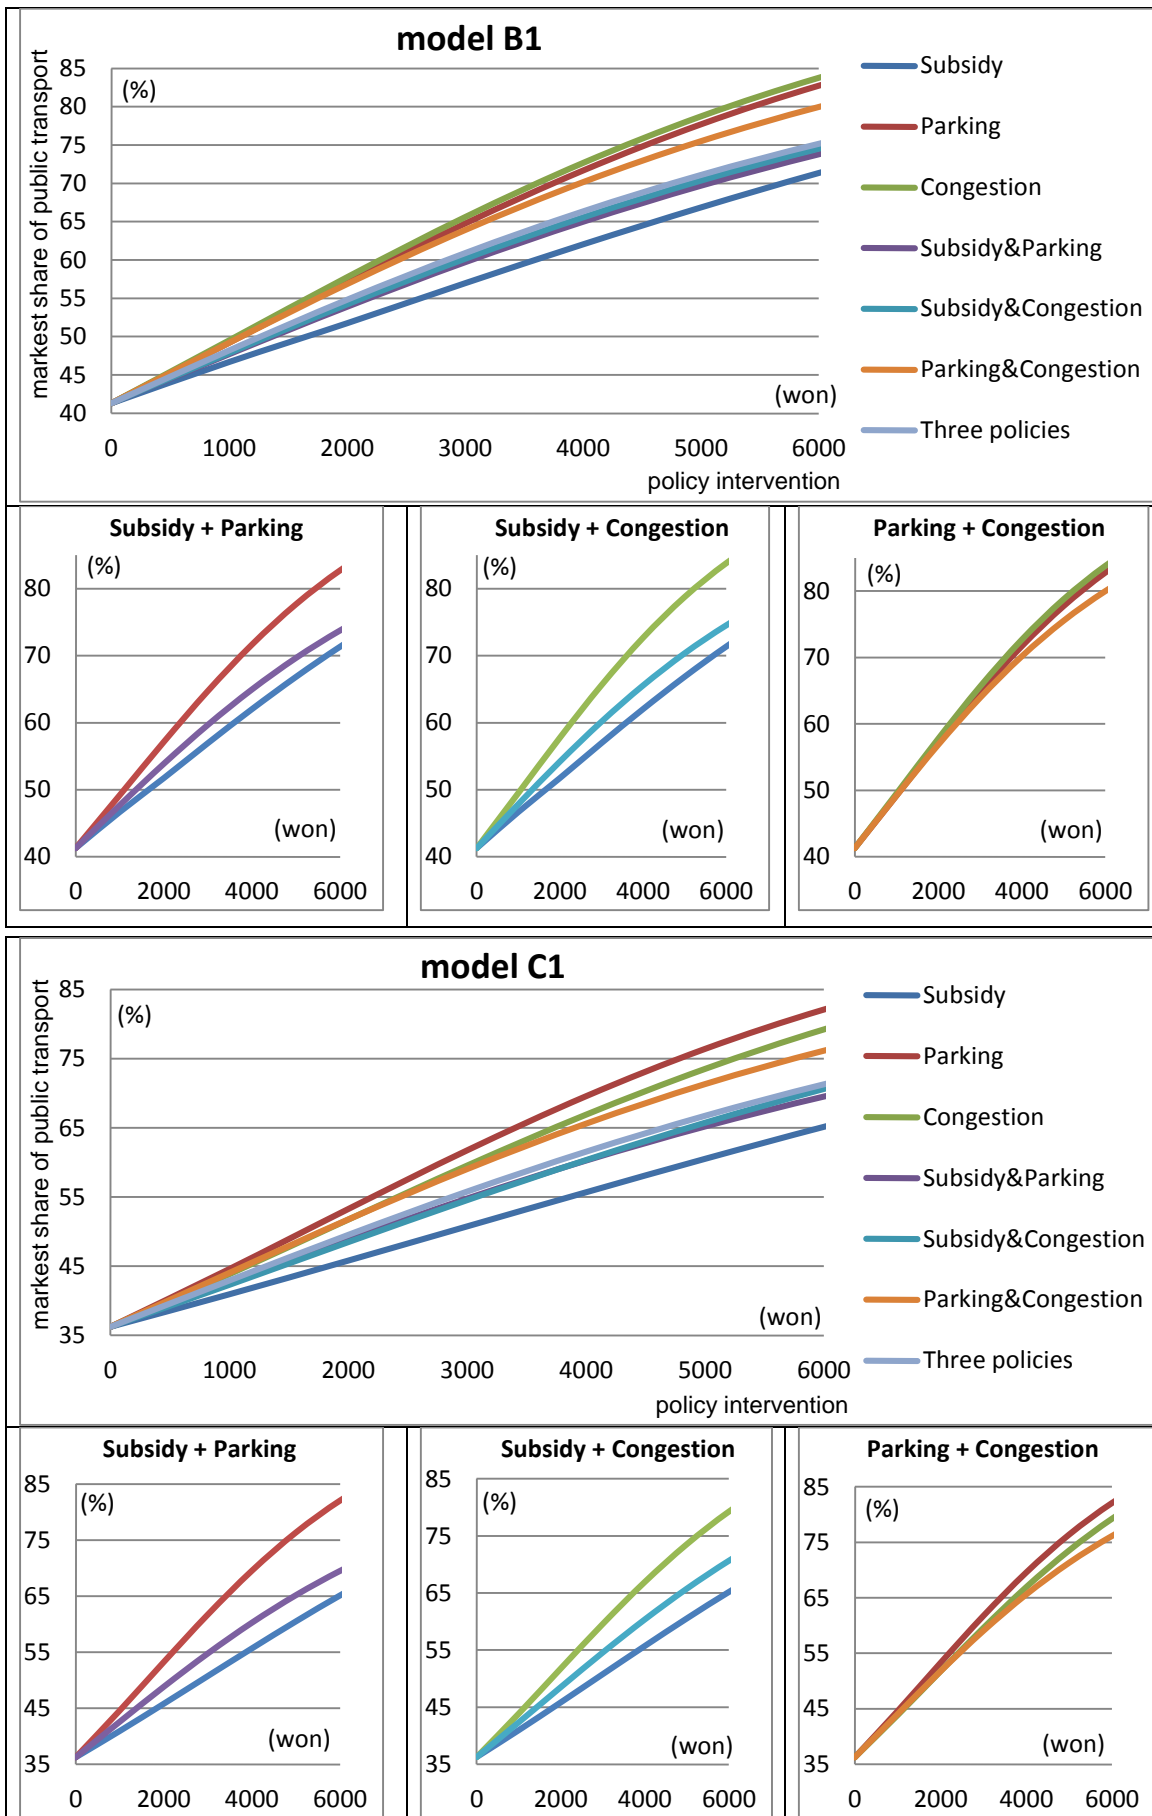 model B1
markest share of public transport
(%)
85
80
75
70
65
60
55
50
45
40
(won)
0 1000 2000 3000 4000 5000 6000
policy intervention
Subsidy
Parking
Congestion
Subsidy&Parking
Subsidy&Congestion
Parking&Congestion
Three policies
Subsidy + Parking
(%)
80
70
60
50
40
(won)
0 2000 4000 6000
Subsidy + Congestion
(%)
80
70
60
50
40
(won)
0 2000 4000 6000
Parking + Congestion
(%)
80
70
60
50
40
(won)
0 2000 4000 6000
model C1
markest share of public transport
(%)
85
75
65
55
45
35
(won)
0 1000 2000 3000 4000 5000 6000
policy intervention
Subsidy
Parking
Congestion
Subsidy&Parking
Subsidy&Congestion
Parking&Congestion
Three policies
Subsidy + Parking
85
(%)
75
65
55
45
35
(won)
0 2000 4000 6000
Subsidy + Congestion
85
(%)
75
65
55
45
35
(won)
0 2000 4000 6000
Parking + Congestion
85
(%)
75
65
55
45
35
(won)
0 2000 4000 6000